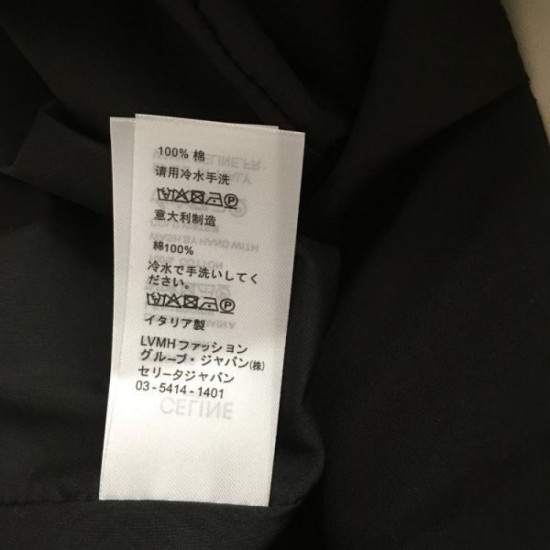 100% 棉
请用冷水手洗
意大利制造
綿100%
冷水で手洗いしてく
ださい。
イタリア製
LVMHファッション
グループ・ジャパン(株)
セリーヌジャパン
03-5414-1401
CELINE